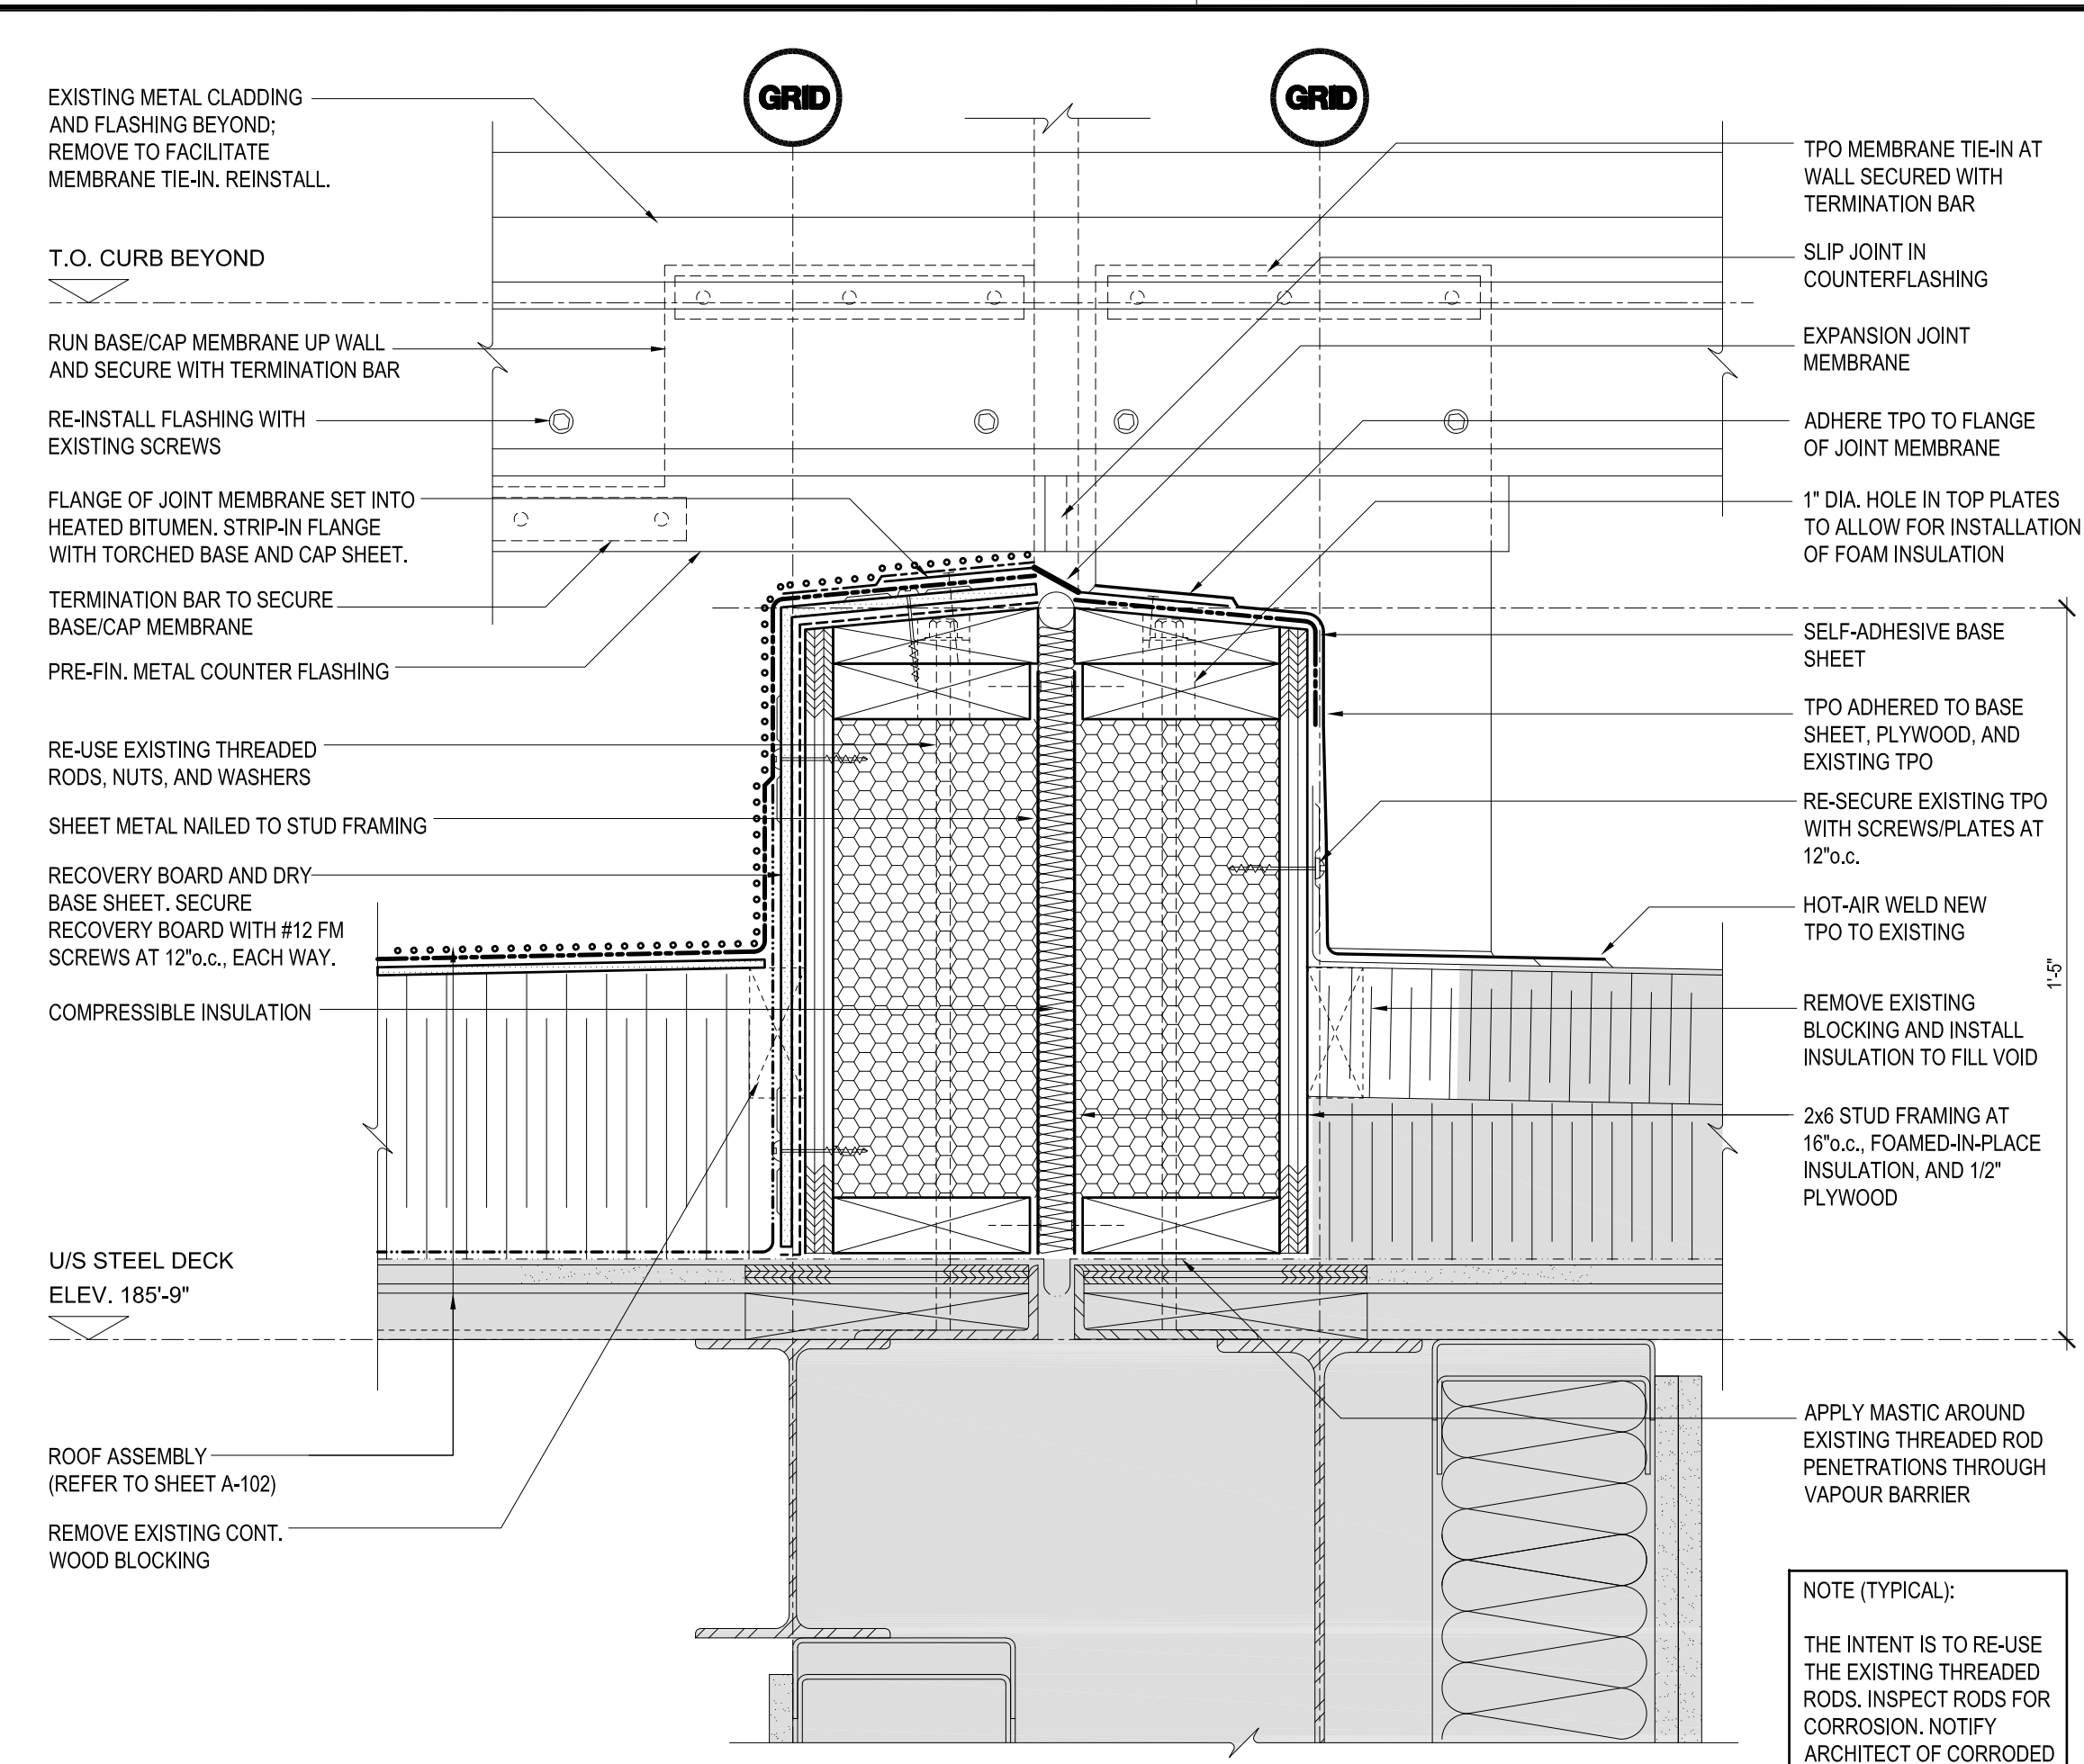 GRID
GRID
EXISTING METAL CLADDING
AND FLASHING BEYOND;
REMOVE TO FACILITATE
MEMBRANE TIE-IN. REINSTALL.
T.O. CURB BEYOND
RUN BASE/CAP MEMBRANE UP WALL
AND SECURE WITH TERMINATION BAR
RE-INSTALL FLASHING WITH
EXISTING SCREWS
FLANGE OF JOINT MEMBRANE SET INTO
HEATED BITUMEN. STRIP-IN FLANGE
WITH TORCHED BASE AND CAP SHEET.
TERMINATION BAR TO SECURE
BASE/CAP MEMBRANE
PRE-FIN. METAL COUNTER FLASHING
RE-USE EXISTING THREADED
RODS, NUTS, AND WASHERS
SHEET METAL NAILED TO STUD FRAMING
RECOVERY BOARD AND DRY
BASE SHEET. SECURE
RECOVERY BOARD WITH #12 FM
SCREWS AT 12"o.c., EACH WAY.
COMPRESSIBLE INSULATION
U/S STEEL DECK
ELEV. 185'-9"
ROOF ASSEMBLY
(REFER TO SHEET A-102)
REMOVE EXISTING CONT.
WOOD BLOCKING
TPO MEMBRANE TIE-IN AT
WALL SECURED WITH
TERMINATION BAR
SLIP JOINT IN
COUNTERFLASHING
EXPANSION JOINT
MEMBRANE
ADHERE TPO TO FLANGE
OF JOINT MEMBRANE
1" DIA. HOLE IN TOP PLATES
TO ALLOW FOR INSTALLATION
OF FOAM INSULATION
SELF-ADHESIVE BASE
SHEET
TPO ADHERED TO BASE
SHEET, PLYWOOD, AND
EXISTING TPO
RE-SECURE EXISTING TPO
WITH SCREWS/PLATES AT
12"o.c.
HOT-AIR WELD NEW
TPO TO EXISTING
1'-5"
REMOVE EXISTING
BLOCKING AND INSTALL
INSULATION TO FILL VOID
2x6 STUD FRAMING AT
16"o.c., FOAMED-IN-PLACE
INSULATION, AND 1/2"
PLYWOOD
APPLY MASTIC AROUND
EXISTING THREADED ROD
PENETRATIONS THROUGH
VAPOUR BARRIER
NOTE (TYPICAL):
THE INTENT IS TO RE-USE
THE EXISTING THREADED
RODS. INSPECT RODS FOR
CORROSION. NOTIFY
ARCHITECT OF CORRODED